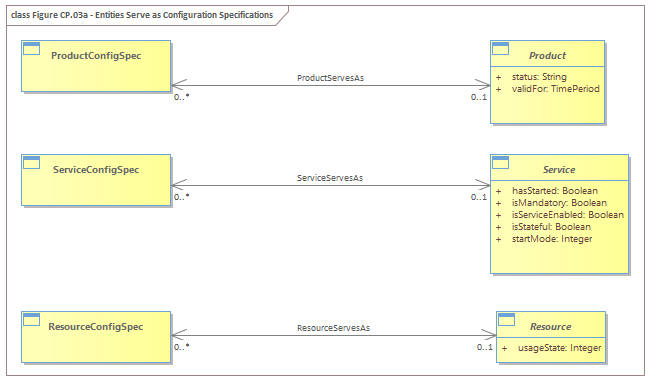 class Figure CP.03a - Entities Serve as Configuration Specifications
ProductConfigSpec
ProductServesAs
0..*
0..1
Product
+ status: String
+ validFor: TimePeriod
ServiceConfigSpec
ServiceServesAs
0..*
0..1
Service
+ hasStarted: Boolean
+ isMandatory: Boolean
+ isServiceEnabled: Boolean
+ isStateful: Boolean
+ startMode: Integer
ResourceConfigSpec
ResourceServesAs
0..*
0..1
Resource
+ usageState: Integer